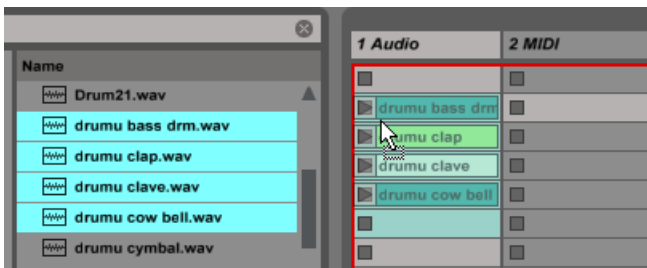 Name
Drum21.wav
drumu bass drm.wav
drumu clap.wav
drumu clave.wav
drumu cow bell.wav
drumu cymbal.wav
1 Audio
2 MIDI
drumu bass drm
drumu clap
drumu clave
drumu cow bell